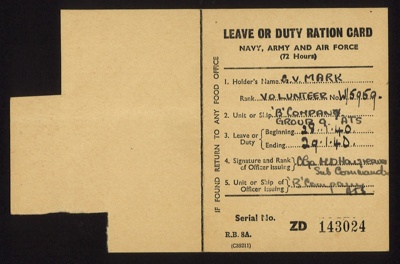 LEAVE OR DUTY RATION CARD
NAVY, ARMY AND AIR FORCE
(72 Hours)
1. Holder's Name G.V MARK
Rank VOLUNTEER No. W/5959.
2. Unit or Ship "B" COMPANY
GROUP 9. ATS
3. Leave or Duty { Beginning 28.1.40.
Ending 29.1.40.
4. Signature and Rank of Officer issuing }
Sub Commander
5. Unit or Ship of Officer issuing } "B" Company
ATS
Serial No. ZD 143024
R.B. 8A.
IF FOUND RETURN TO ANY FOOD OFFICE